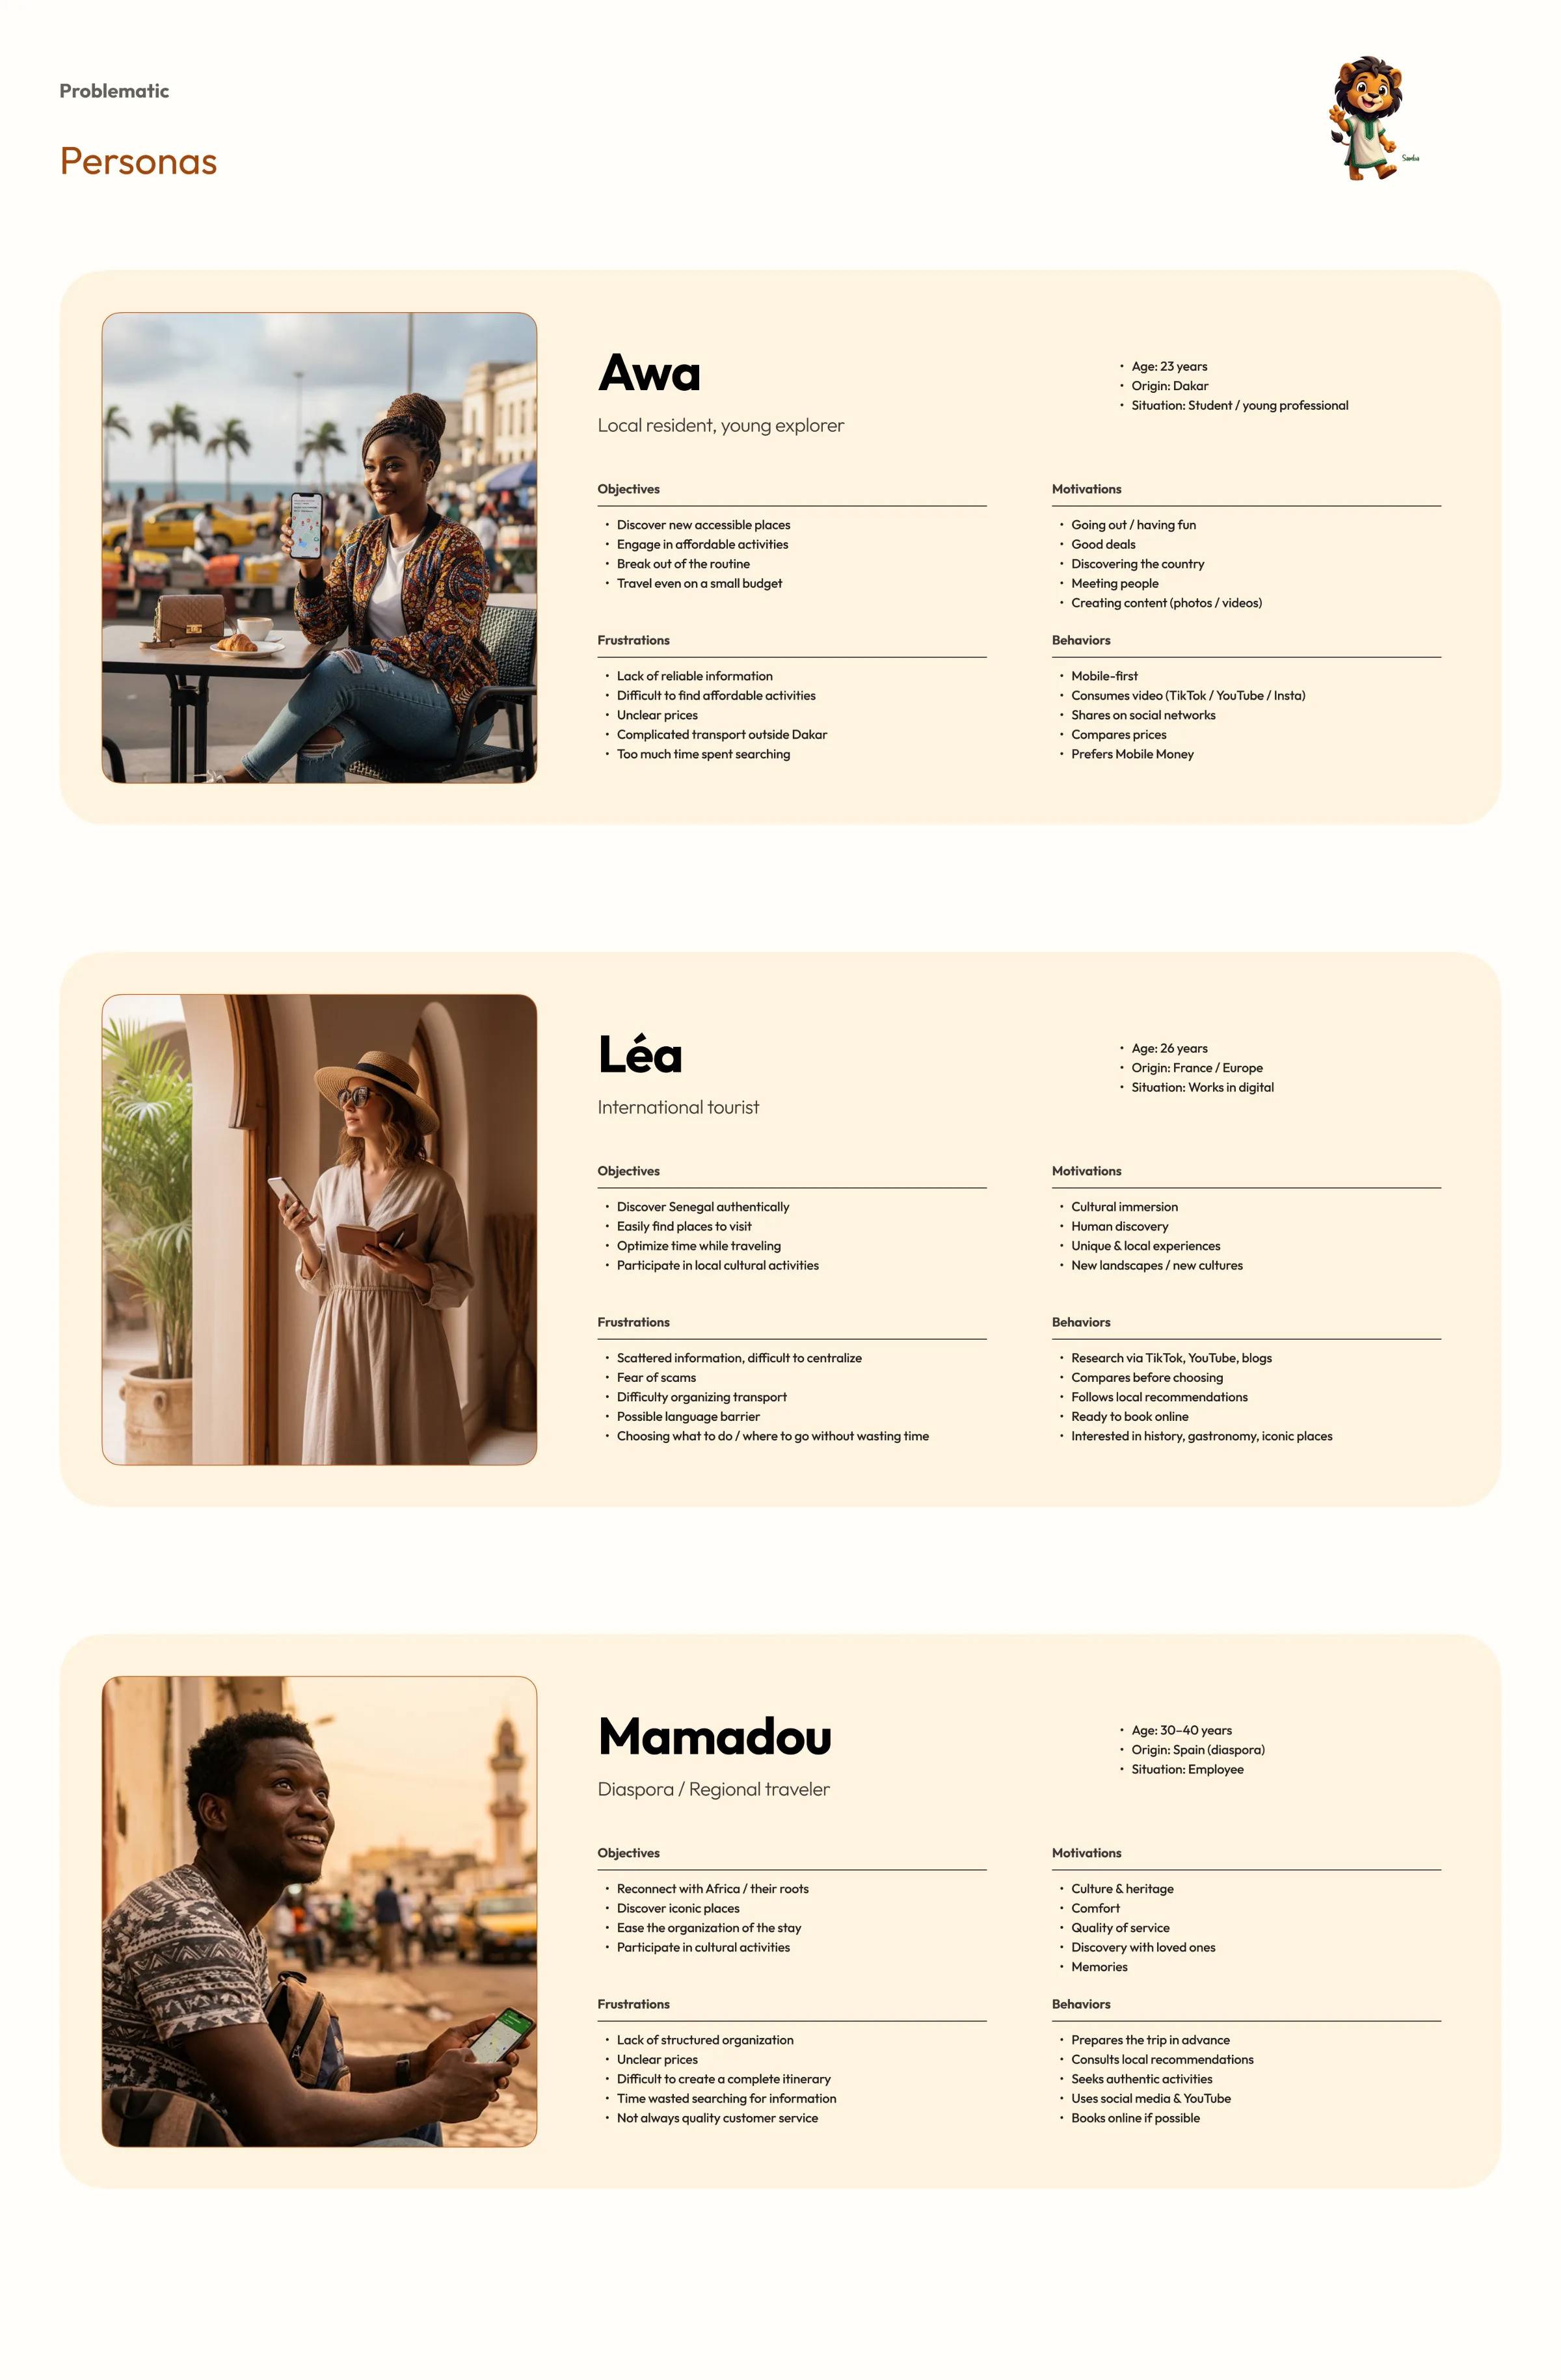 Problematic
Personas
Samba
Awa
Local resident, young explorer
• Age: 23 years
• Origin: Dakar
• Situation: Student / young professional
Objectives
• Discover new accessible places
• Engage in affordable activities
• Break out of the routine
• Travel even on a small budget
Motivations
• Going out / having fun
• Good deals
• Discovering the country
• Meeting people
• Creating content (photos / videos)
Frustrations
• Lack of reliable information
• Difficult to find affordable activities
• Unclear prices
• Complicated transport outside Dakar
• Too much time spent searching
Behaviors
• Mobile-first
• Consumes video (TikTok / YouTube / Insta)
• Shares on social networks
• Compares prices
• Prefers Mobile Money
Léa
International tourist
• Age: 26 years
• Origin: France / Europe
• Situation: Works in digital
Objectives
• Discover Senegal authentically
• Easily find places to visit
• Optimize time while traveling
• Participate in local cultural activities
Motivations
• Cultural immersion
• Human discovery
• Unique & local experiences
• New landscapes / new cultures
Frustrations
• Scattered information, difficult to centralize
• Fear of scams
• Difficulty organizing transport
• Possible language barrier
• Choosing what to do / where to go without wasting time
Behaviors
• Research via TikTok, YouTube, blogs
• Compares before choosing
• Follows local recommendations
• Ready to book online
• Interested in history, gastronomy, iconic places
Mamadou
Diaspora / Regional traveler
• Age: 30–40 years
• Origin: Spain (diaspora)
• Situation: Employee
Objectives
• Reconnect with Africa / their roots
• Discover iconic places
• Ease the organization of the stay
• Participate in cultural activities
Motivations
• Culture & heritage
• Comfort
• Quality of service
• Discovery with loved ones
• Memories
Frustrations
• Lack of structured organization
• Unclear prices
• Difficult to create a complete itinerary
• Time wasted searching for information
• Not always quality customer service
Behaviors
• Prepares the trip in advance
• Consults local recommendations
• Seeks authentic activities
• Uses social media & YouTube
• Books online if possible